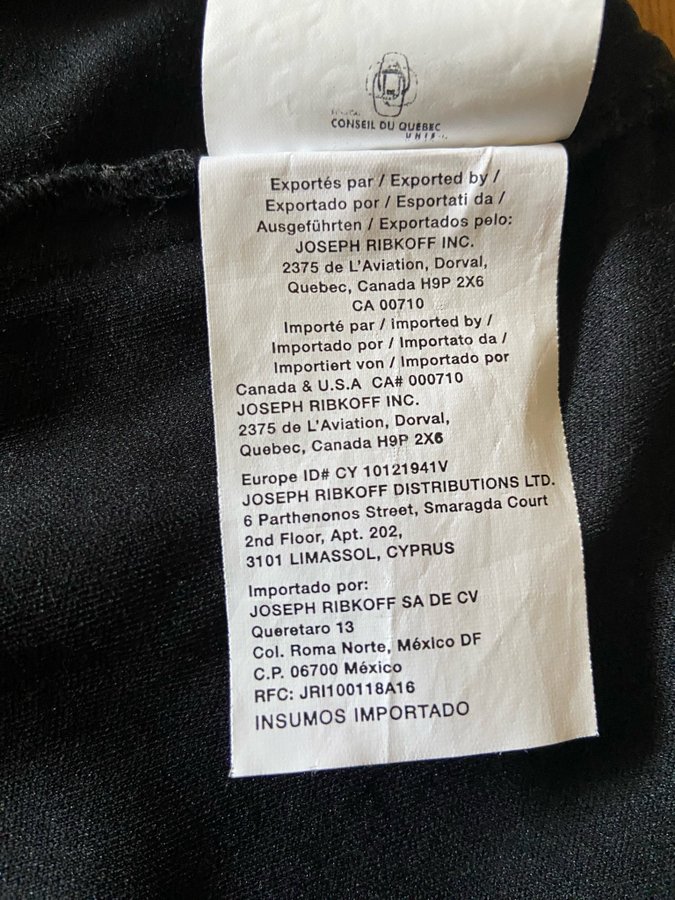 CONSEIL DU QUÉBEC
Exportés par / Exported by /
Exportado por / Esportati da /
Ausgeführten / Exportados pelo:
JOSEPH RIBKOFF INC.
2375 de L'Aviation, Dorval,
Quebec, Canada H9P 2X6
CA 00710
Importé par / imported by /
Importado por / Importato da /
Importiert von / Importado por
Canada & U.S.A CA# 000710
JOSEPH RIBKOFF INC.
2375 de L'Aviation, Dorval,
Quebec, Canada H9P 2X6
Europe ID# CY 10121941V
JOSEPH RIBKOFF DISTRIBUTIONS LTD.
6 Parthenonos Street, Smaragda Court
2nd Floor, Apt. 202,
3101 LIMASSOL, CYPRUS
Importado por:
JOSEPH RIBKOFF SA DE CV
Queretaro 13
Col. Roma Norte, México DF
C.P. 06700 México
RFC: JRI100118A16
INSUMOS IMPORTADO